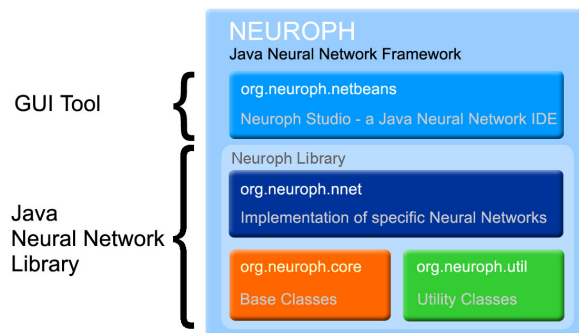 NEUROPH
Java Neural Network Framework
GUI Tool
org.neuroph.netbeans
Neuroph Studio - a Java Neural Network IDE
Java
Neural Network
Library
Neuroph Library
org.neuroph.nnet
Implementation of specific Neural Networks
org.neuroph.core
Base Classes
org.neuroph.util
Utility Classes